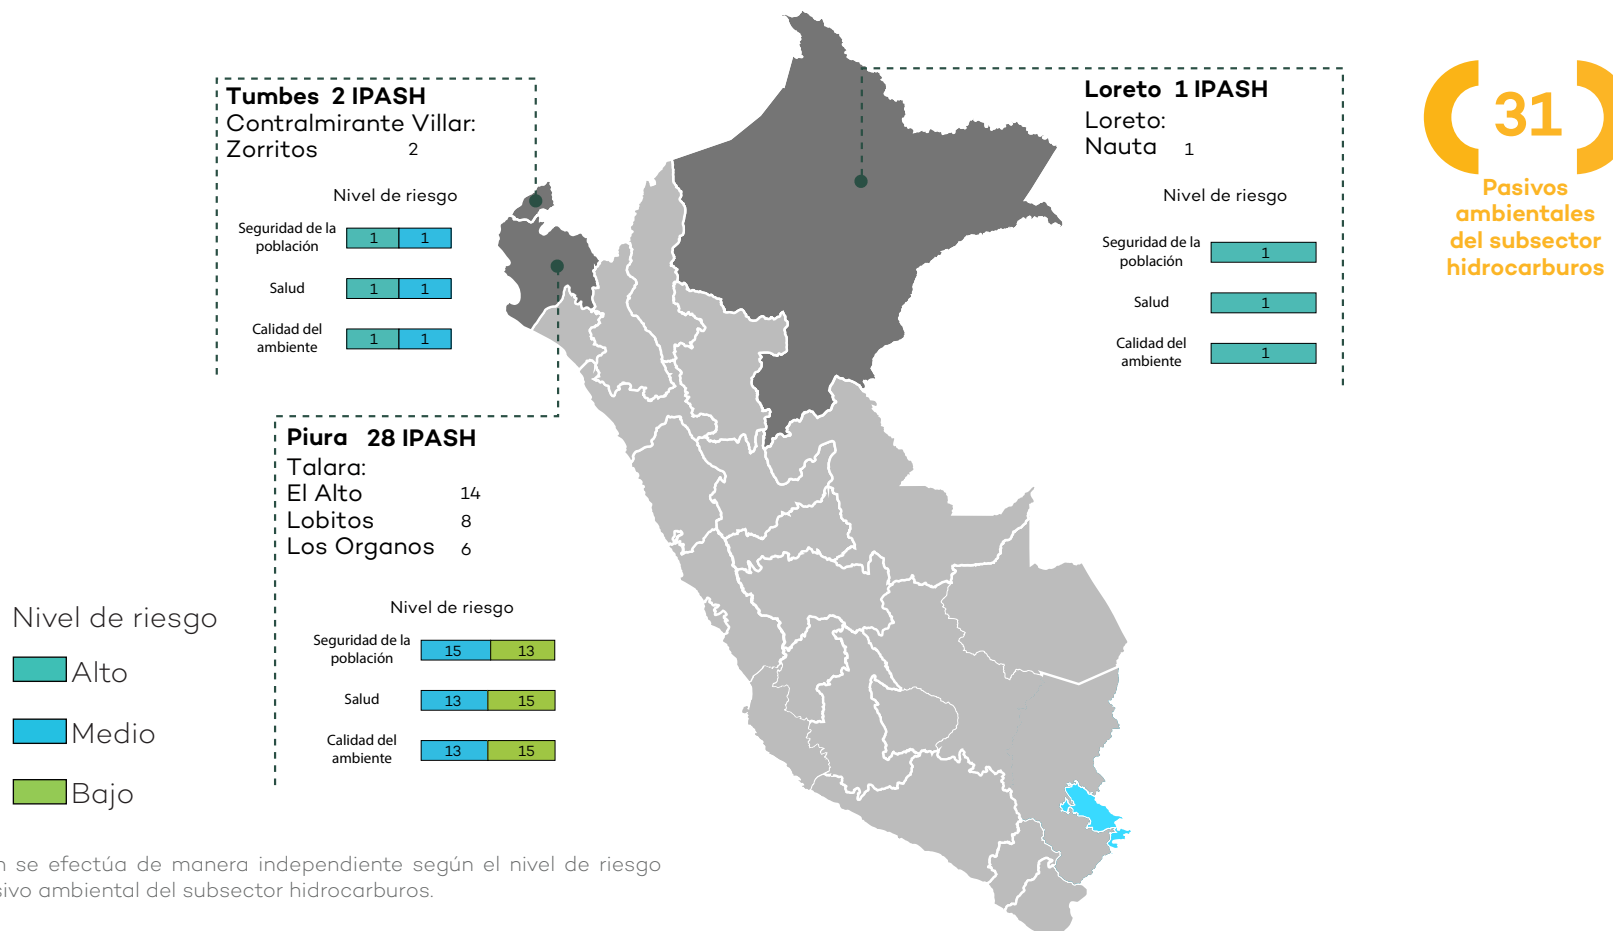 Tumbes 2 IPASH
Contralmirante Villar:
Zorritos 2
Nivel de riesgo
Seguridad de la
población
1 1
Salud
1 1
Calidad del
ambiente
1 1
Loreto 1 IPASH
Loreto:
Nauta 1
Nivel de riesgo
Seguridad de la
población
1
Salud
1
Calidad del
ambiente
1
31
Pasivos
ambientales
del subsector
hidrocarburos
Piura 28 IPASH
Talara:
El Alto 14
Lobitos 8
Los Organos 6
Nivel de riesgo
Seguridad de la
población
15 13
Salud
13 15
Calidad del
ambiente
13 15
Nivel de riesgo
Alto
Medio
Bajo
se efectúa de manera independiente según el nivel de riesgo
ambiental del subsector hidrocarburos.